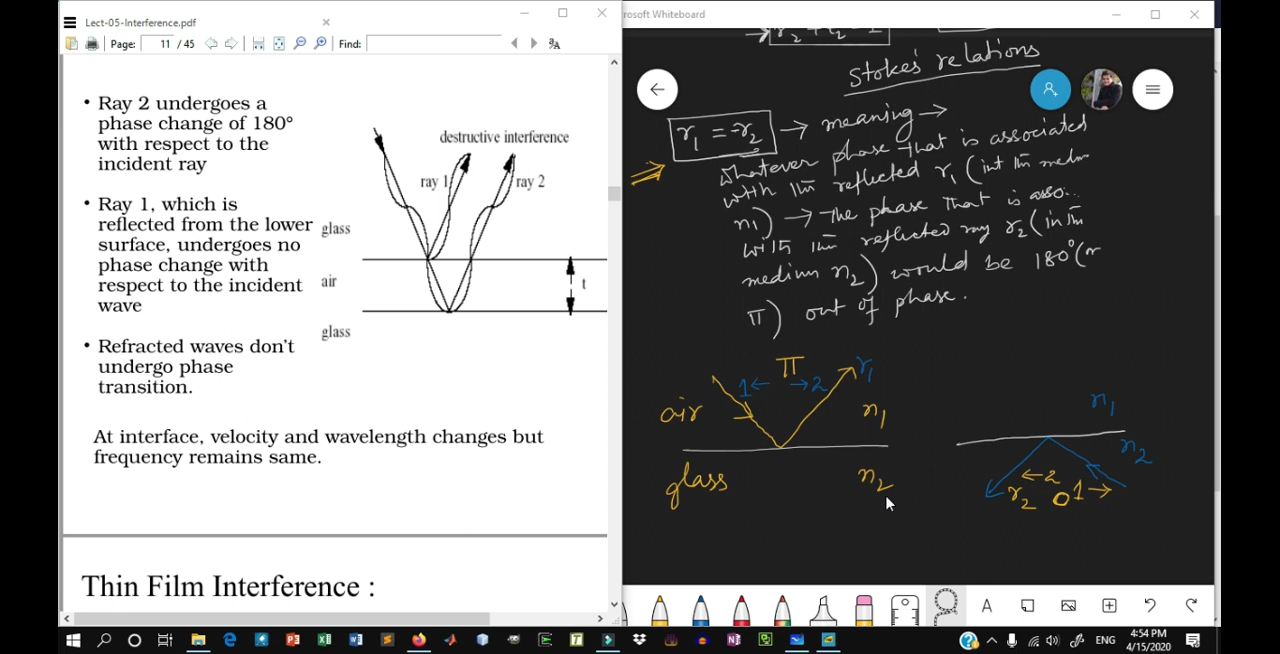 Lect-05-Interference.pdf
Page: 11 / 45
Find:
• Ray 2 undergoes a
phase change of 180°
with respect to the
incident ray
• Ray 1, which is
reflected from the lower
surface, undergoes no
phase change with
respect to the incident
wave
• Refracted waves don't
undergo phase
transition.
At interface, velocity and wavelength changes but
frequency remains same.
destructive interference
ray 1
ray 2
glass
air
t
glass
Thin Film Interference :
rosoft Whiteboard
Stoke's relations
r1 = -r2 → meaning →
whatever phase that is associated
with the reflected r1 (int the medm
n1) → the phase that is asso...
with the reflected ray r2 (in the
medium n2) would be 180° (
π) out of phase.
π
1 ← → 2 r1
air n1
glass n2
n1
n2
← 2
r2 0 1 →
ENG
4:54 PM
4/15/2020